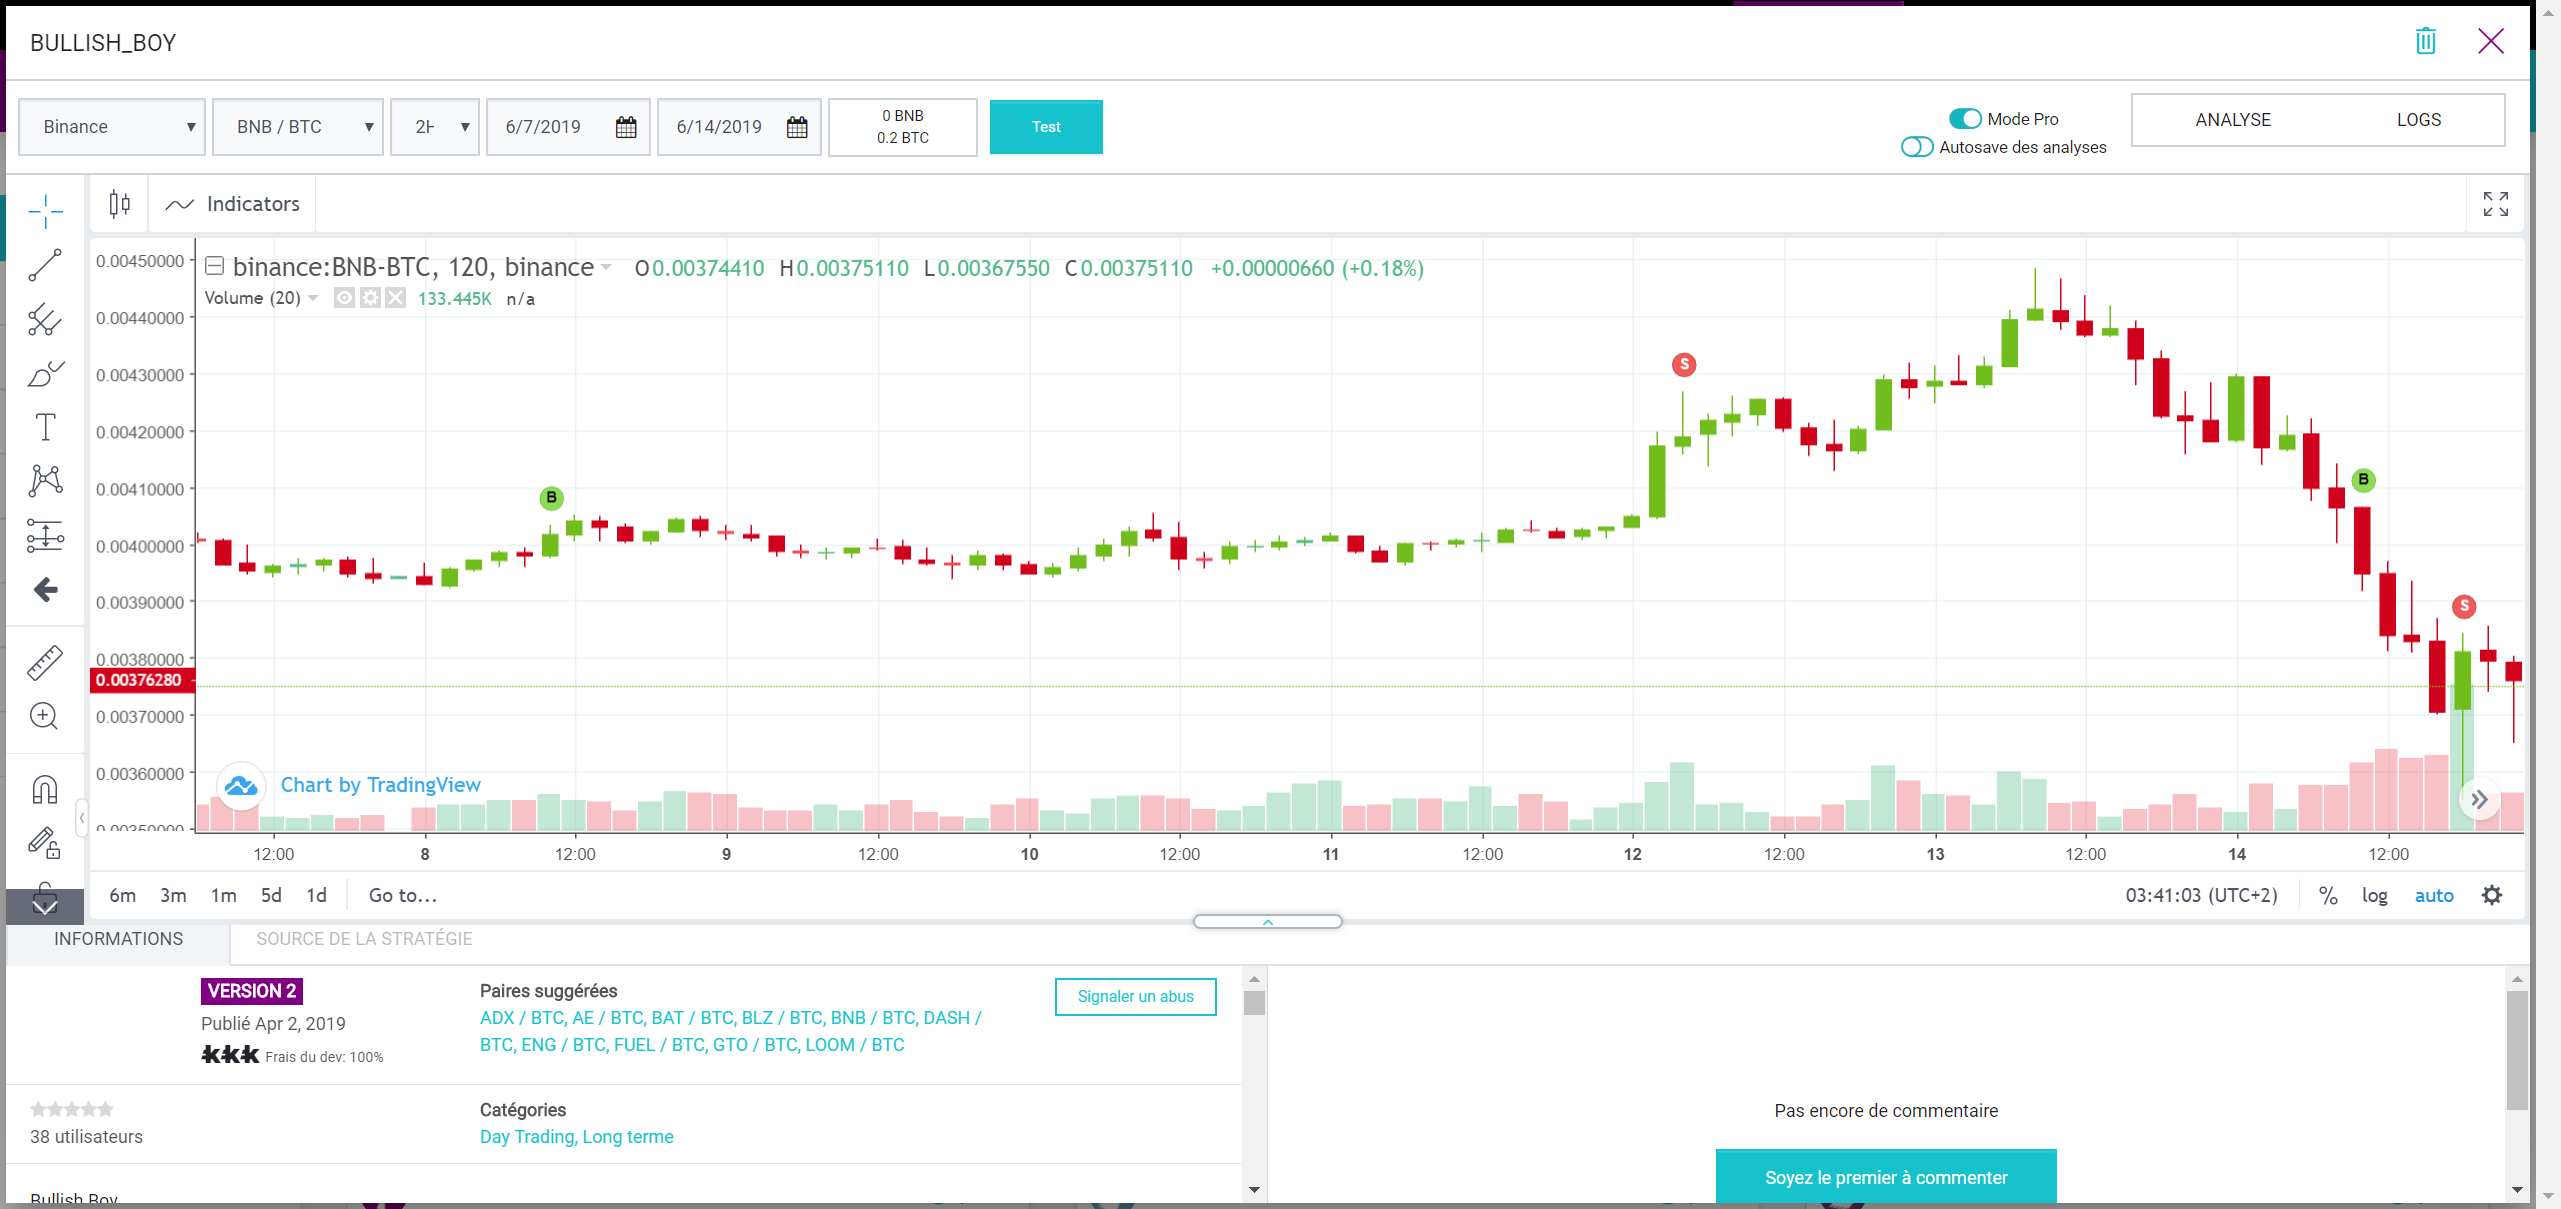 BULLISH_BOY
Binance
BNB / BTC
2H
6/7/2019
6/14/2019
0 BNB
0.2 BTC
Test
Mode Pro
Autosave des analyses
ANALYSE
LOGS
Indicators
binance:BNB-BTC, 120, binance O0.00374410 H0.00375110 L0.00367550 C0.00375110 +0.00000660 (+0.18%)
Volume (20) 133.445K n/a
0.00450000
0.00440000
0.00430000
0.00420000
0.00410000
0.00400000
0.00390000
0.00380000
0.00376280
0.00370000
0.00360000
0.00350000
B
S
B
S
Chart by TradingView
12:00 8 12:00 9 12:00 10 12:00 11 12:00 12 12:00 13 12:00 14 12:00
6m 3m 1m 5d 1d Go to...
03:41:03 (UTC+2) % log auto
INFORMATIONS
SOURCE DE LA STRATÉGIE
VERSION 2
Publié Apr 2, 2019
Frais du dev: 100%
Paires suggérées
ADX / BTC, AE / BTC, BAT / BTC, BLZ / BTC, BNB / BTC, DASH /
BTC, ENG / BTC, FUEL / BTC, GTO / BTC, LOOM / BTC
Signaler un abus
38 utilisateurs
Catégories
Day Trading, Long terme
Bullish Boy
Pas encore de commentaire
Soyez le premier à commenter